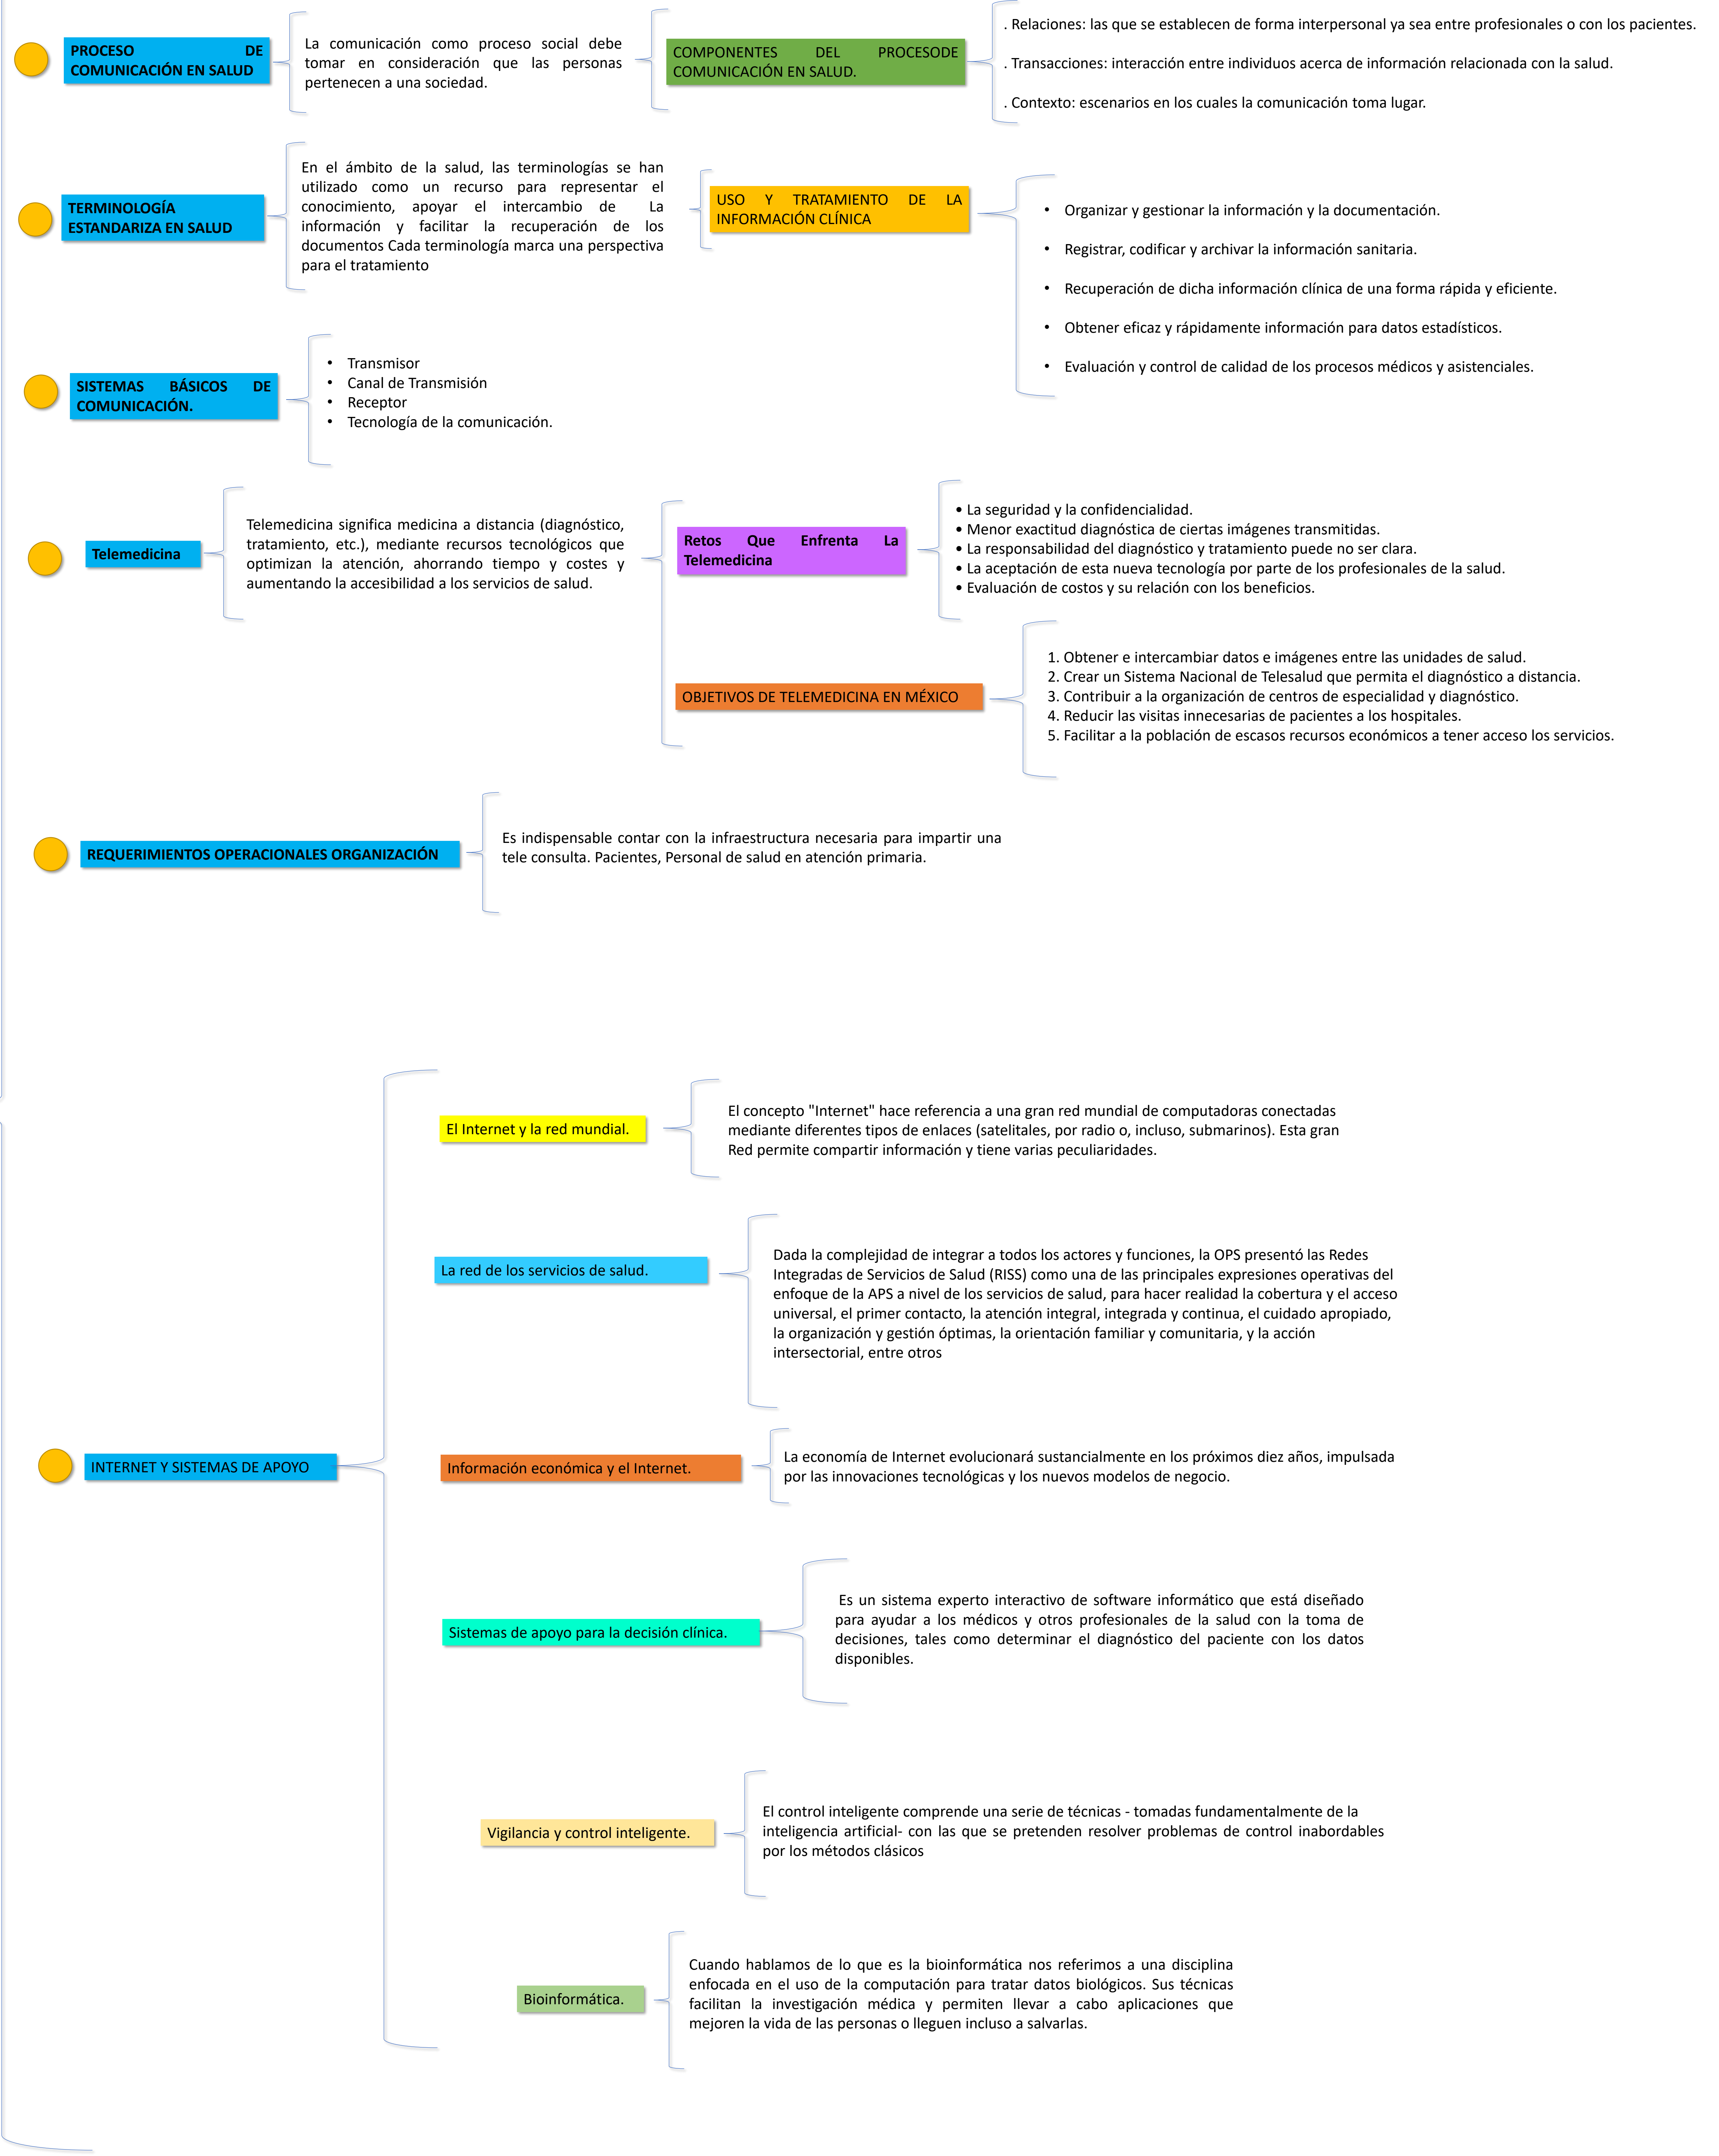 PROCESO DE
COMUNICACIÓN EN SALUD
La comunicación como proceso social debe
tomar en consideración que las personas
pertenecen a una sociedad.
COMPONENTES DEL PROCESODE
COMUNICACIÓN EN SALUD.
. Relaciones: las que se establecen de forma interpersonal ya sea entre profesionales o con los pacientes.
. Transacciones: interacción entre individuos acerca de información relacionada con la salud.
. Contexto: escenarios en los cuales la comunicación toma lugar.
TERMINOLOGÍA
ESTANDARIZA EN SALUD
En el ámbito de la salud, las terminologías se han
utilizado como un recurso para representar el
conocimiento, apoyar el intercambio de La
información y facilitar la recuperación de los
documentos Cada terminología marca una perspectiva
para el tratamiento
USO Y TRATAMIENTO DE LA
INFORMACIÓN CLÍNICA
• Organizar y gestionar la información y la documentación.
• Registrar, codificar y archivar la información sanitaria.
• Recuperación de dicha información clínica de una forma rápida y eficiente.
• Obtener eficaz y rápidamente información para datos estadísticos.
• Evaluación y control de calidad de los procesos médicos y asistenciales.
SISTEMAS BÁSICOS DE
COMUNICACIÓN.
• Transmisor
• Canal de Transmisión
• Receptor
• Tecnología de la comunicación.
Telemedicina
Telemedicina significa medicina a distancia (diagnóstico,
tratamiento, etc.), mediante recursos tecnológicos que
optimizan la atención, ahorrando tiempo y costes y
aumentando la accesibilidad a los servicios de salud.
Retos Que Enfrenta La
Telemedicina
• La seguridad y la confidencialidad.
• Menor exactitud diagnóstica de ciertas imágenes transmitidas.
• La responsabilidad del diagnóstico y tratamiento puede no ser clara.
• La aceptación de esta nueva tecnología por parte de los profesionales de la salud.
• Evaluación de costos y su relación con los beneficios.
OBJETIVOS DE TELEMEDICINA EN MÉXICO
1. Obtener e intercambiar datos e imágenes entre las unidades de salud.
2. Crear un Sistema Nacional de Telesalud que permita el diagnóstico a distancia.
3. Contribuir a la organización de centros de especialidad y diagnóstico.
4. Reducir las visitas innecesarias de pacientes a los hospitales.
5. Facilitar a la población de escasos recursos económicos a tener acceso los servicios.
REQUERIMIENTOS OPERACIONALES ORGANIZACIÓN
Es indispensable contar con la infraestructura necesaria para impartir una
tele consulta. Pacientes, Personal de salud en atención primaria.
INTERNET Y SISTEMAS DE APOYO
El Internet y la red mundial.
El concepto "Internet" hace referencia a una gran red mundial de computadoras conectadas
mediante diferentes tipos de enlaces (satelitales, por radio o, incluso, submarinos). Esta gran
Red permite compartir información y tiene varias peculiaridades.
La red de los servicios de salud.
Dada la complejidad de integrar a todos los actores y funciones, la OPS presentó las Redes
Integradas de Servicios de Salud (RISS) como una de las principales expresiones operativas del
enfoque de la APS a nivel de los servicios de salud, para hacer realidad la cobertura y el acceso
universal, el primer contacto, la atención integral, integrada y continua, el cuidado apropiado,
la organización y gestión óptimas, la orientación familiar y comunitaria, y la acción
intersectorial, entre otros
Información económica y el Internet.
La economía de Internet evolucionará sustancialmente en los próximos diez años, impulsada
por las innovaciones tecnológicas y los nuevos modelos de negocio.
Sistemas de apoyo para la decisión clínica.
Es un sistema experto interactivo de software informático que está diseñado
para ayudar a los médicos y otros profesionales de la salud con la toma de
decisiones, tales como determinar el diagnóstico del paciente con los datos
disponibles.
Vigilancia y control inteligente.
El control inteligente comprende una serie de técnicas - tomadas fundamentalmente de la
inteligencia artificial- con las que se pretenden resolver problemas de control inabordables
por los métodos clásicos
Bioinformática.
Cuando hablamos de lo que es la bioinformática nos referimos a una disciplina
enfocada en el uso de la computación para tratar datos biológicos. Sus técnicas
facilitan la investigación médica y permiten llevar a cabo aplicaciones que
mejoren la vida de las personas o lleguen incluso a salvarlas.